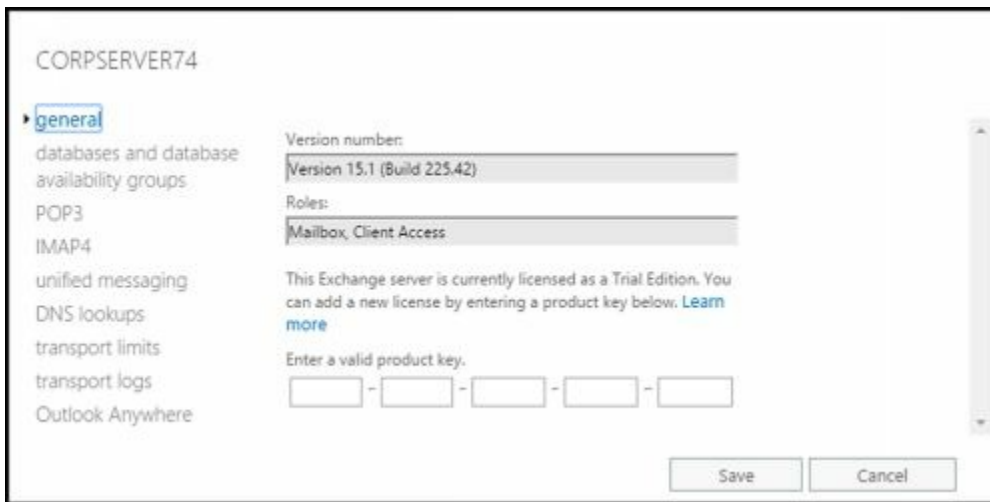 CORPSERVER74
general
databases and database
availability groups
POP3
IMAP4
unified messaging
DNS lookups
transport limits
transport logs
Outlook Anywhere
Version number:
Version 15.1 (Build 225.42)
Roles:
Mailbox, Client Access
This Exchange server is currently licensed as a Trial Edition. You
can add a new license by entering a product key below. Learn
more
Enter a valid product key.
- - - -
Save Cancel